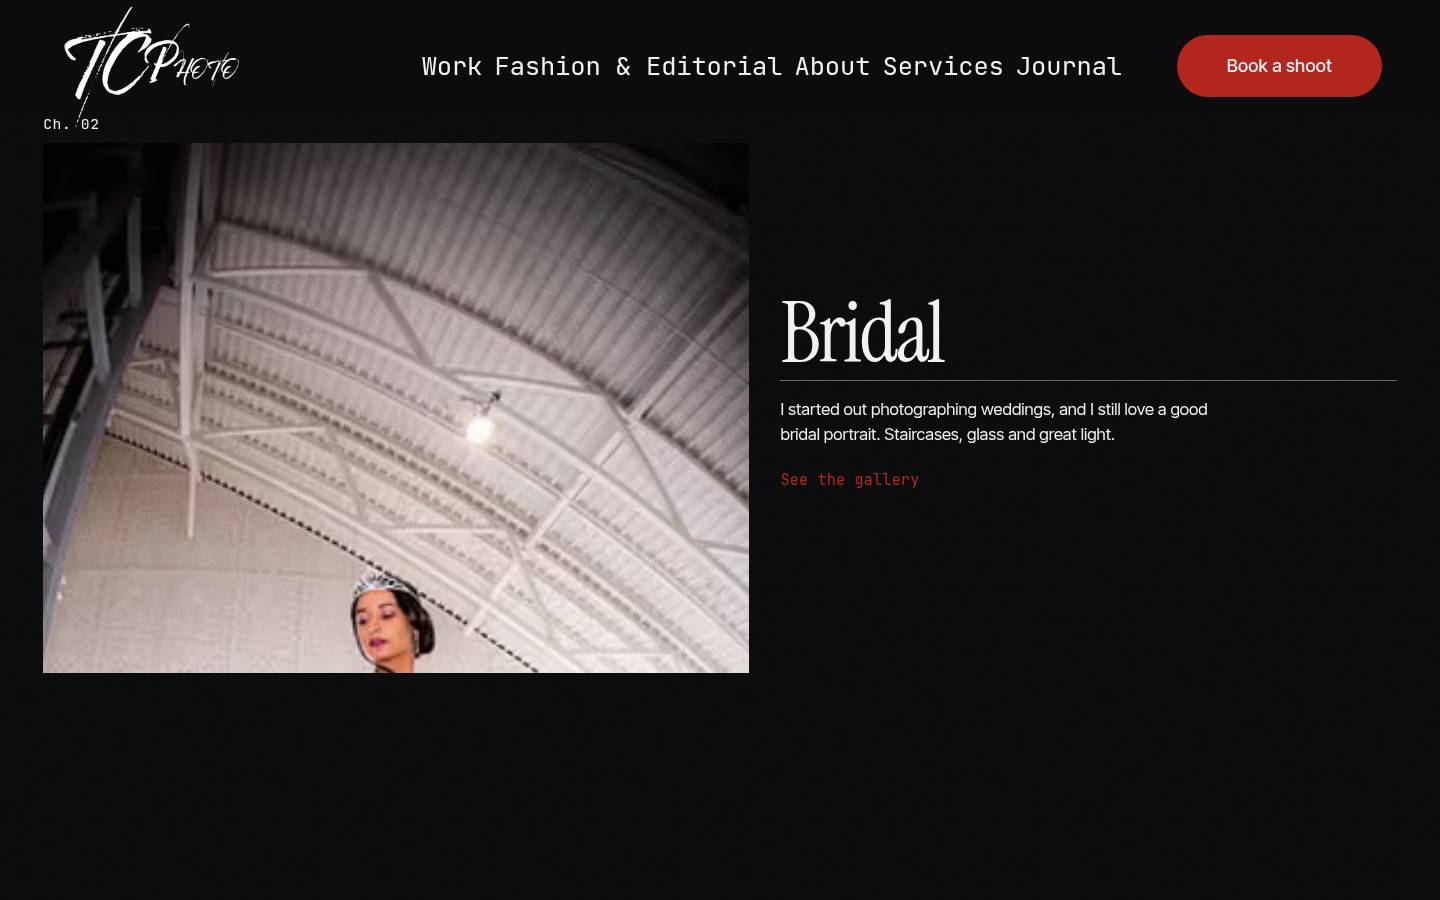 TCPHOTO
Work Fashion & Editorial About Services Journal
Book a shoot
Ch. 02
Bridal
I started out photographing weddings, and I still love a good
bridal portrait. Staircases, glass and great light.
See the gallery